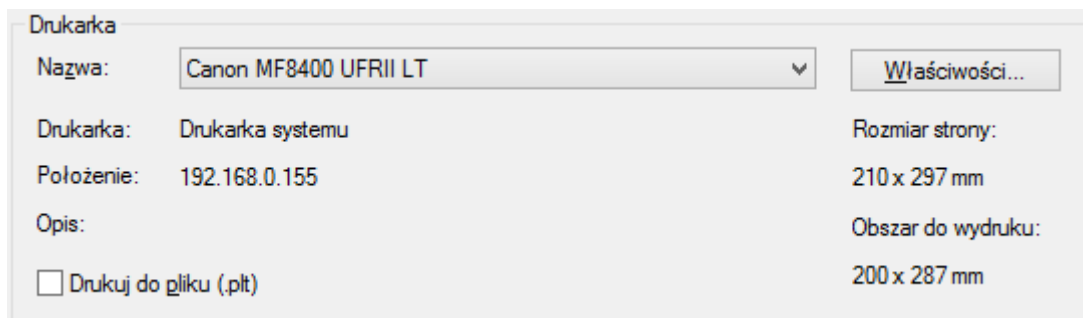 Drukarka
Nazwa: Canon MF8400 UFRII LT Właściwości...
Drukarka: Drukarka systemu Rozmiar strony:
Położenie: 192.168.0.155 210 x 297 mm
Opis: Obszar do wydruku:
Drukuj do pliku (.plt) 200 x 287 mm